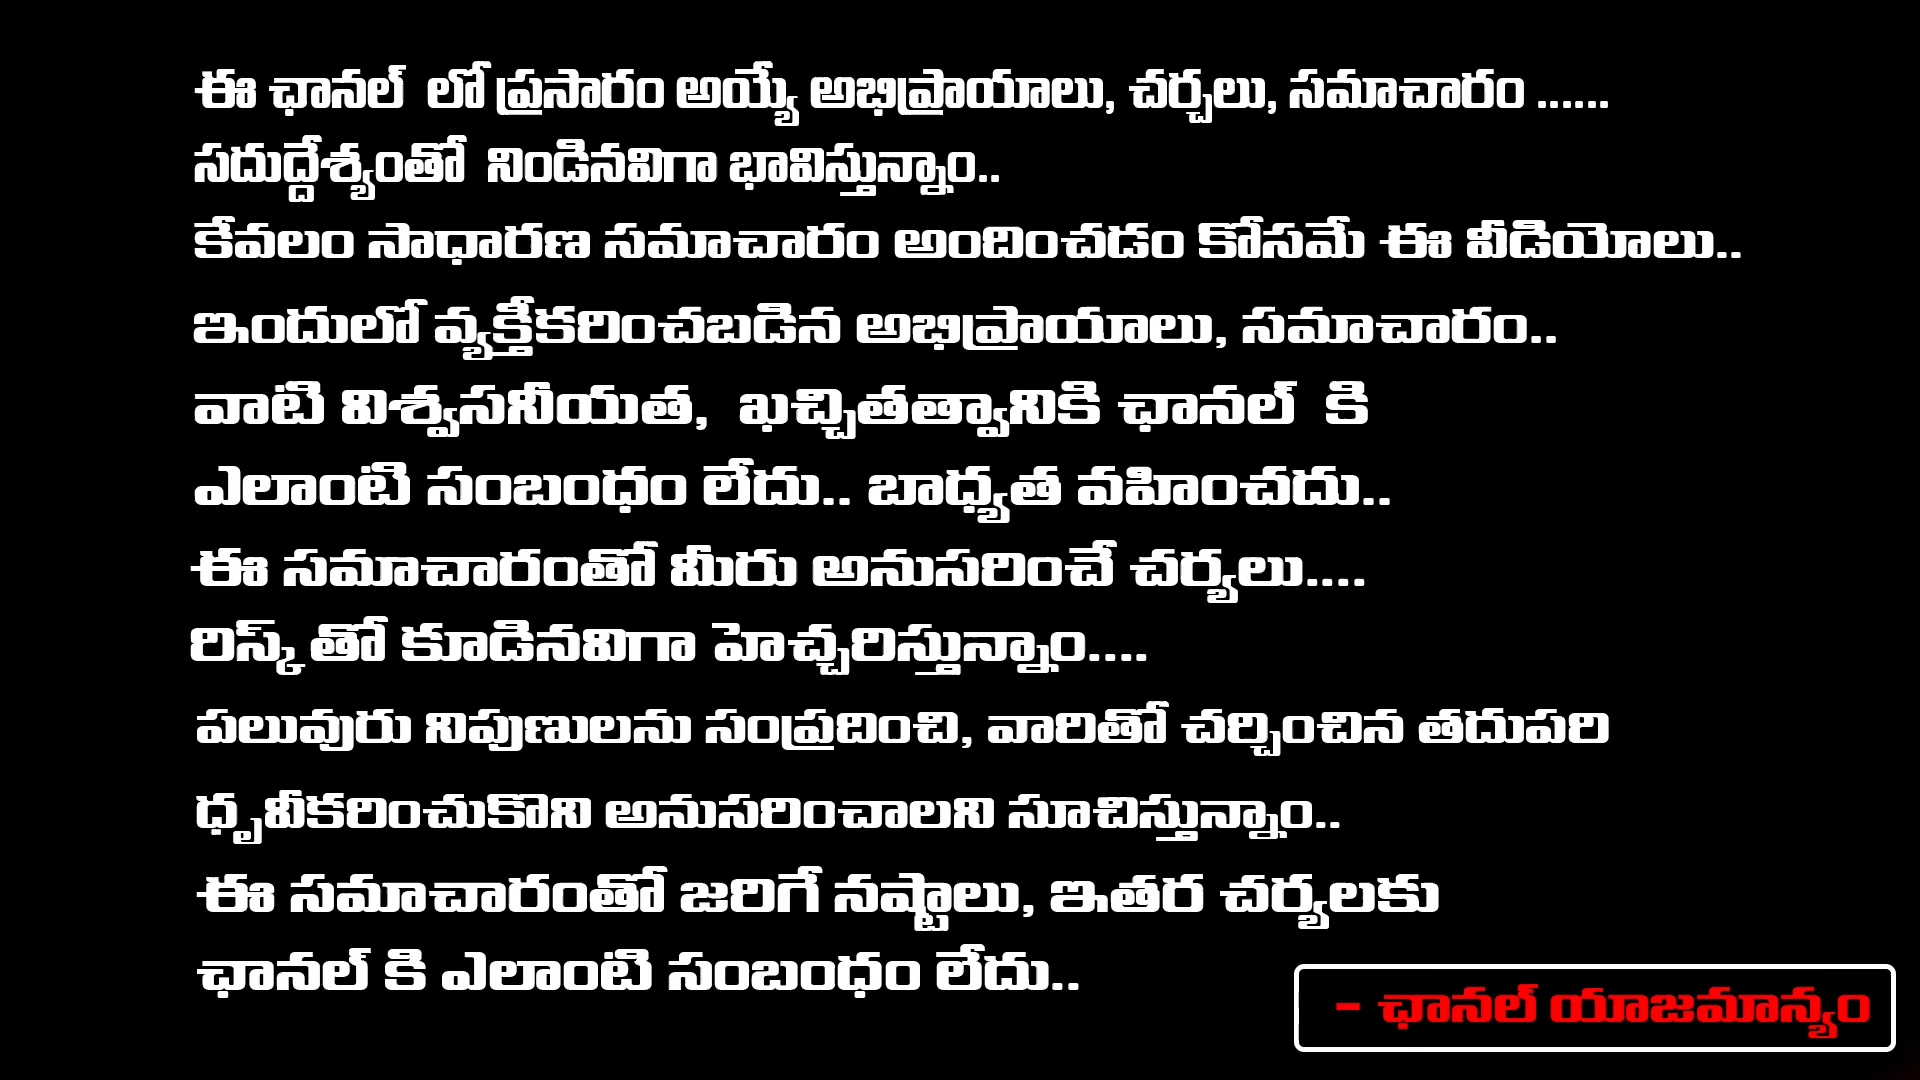 ఈ ఛానల్ లో ప్రసారం అయ్యే అభిప్రాయాలు, చర్చలు, సమాచారం ......
సదుద్దేశ్యంతో నిండినవిగా భావిస్తున్నాం..
కేవలం సాధారణ సమాచారం అందించడం కోసమే ఈ వీడియోలు..
ఇందులో వ్యక్తీకరించబడిన అభిప్రాయాలు, సమాచారం..
వాటి విశ్వసనీయత, ఖచ్చితత్వానికి ఛానల్ కి
ఎలాంటి సంబంధం లేదు.. బాధ్యత వహించదు..
ఈ సమాచారంతో మీరు అనుసరించే చర్యలు....
రిస్క్ తో కూడినవిగా హెచ్చరిస్తున్నాం....
పలువురు నిపుణులను సంప్రదించి, వారితో చర్చించిన తదుపరి
ధృవీకరించుకొని అనుసరించాలని సూచిస్తున్నాం..
ఈ సమాచారంతో జరిగే నష్టాలు, ఇతర చర్యలకు
ఛానల్ కి ఎలాంటి సంబంధం లేదు..
- ఛానల్ యాజమాన్యం